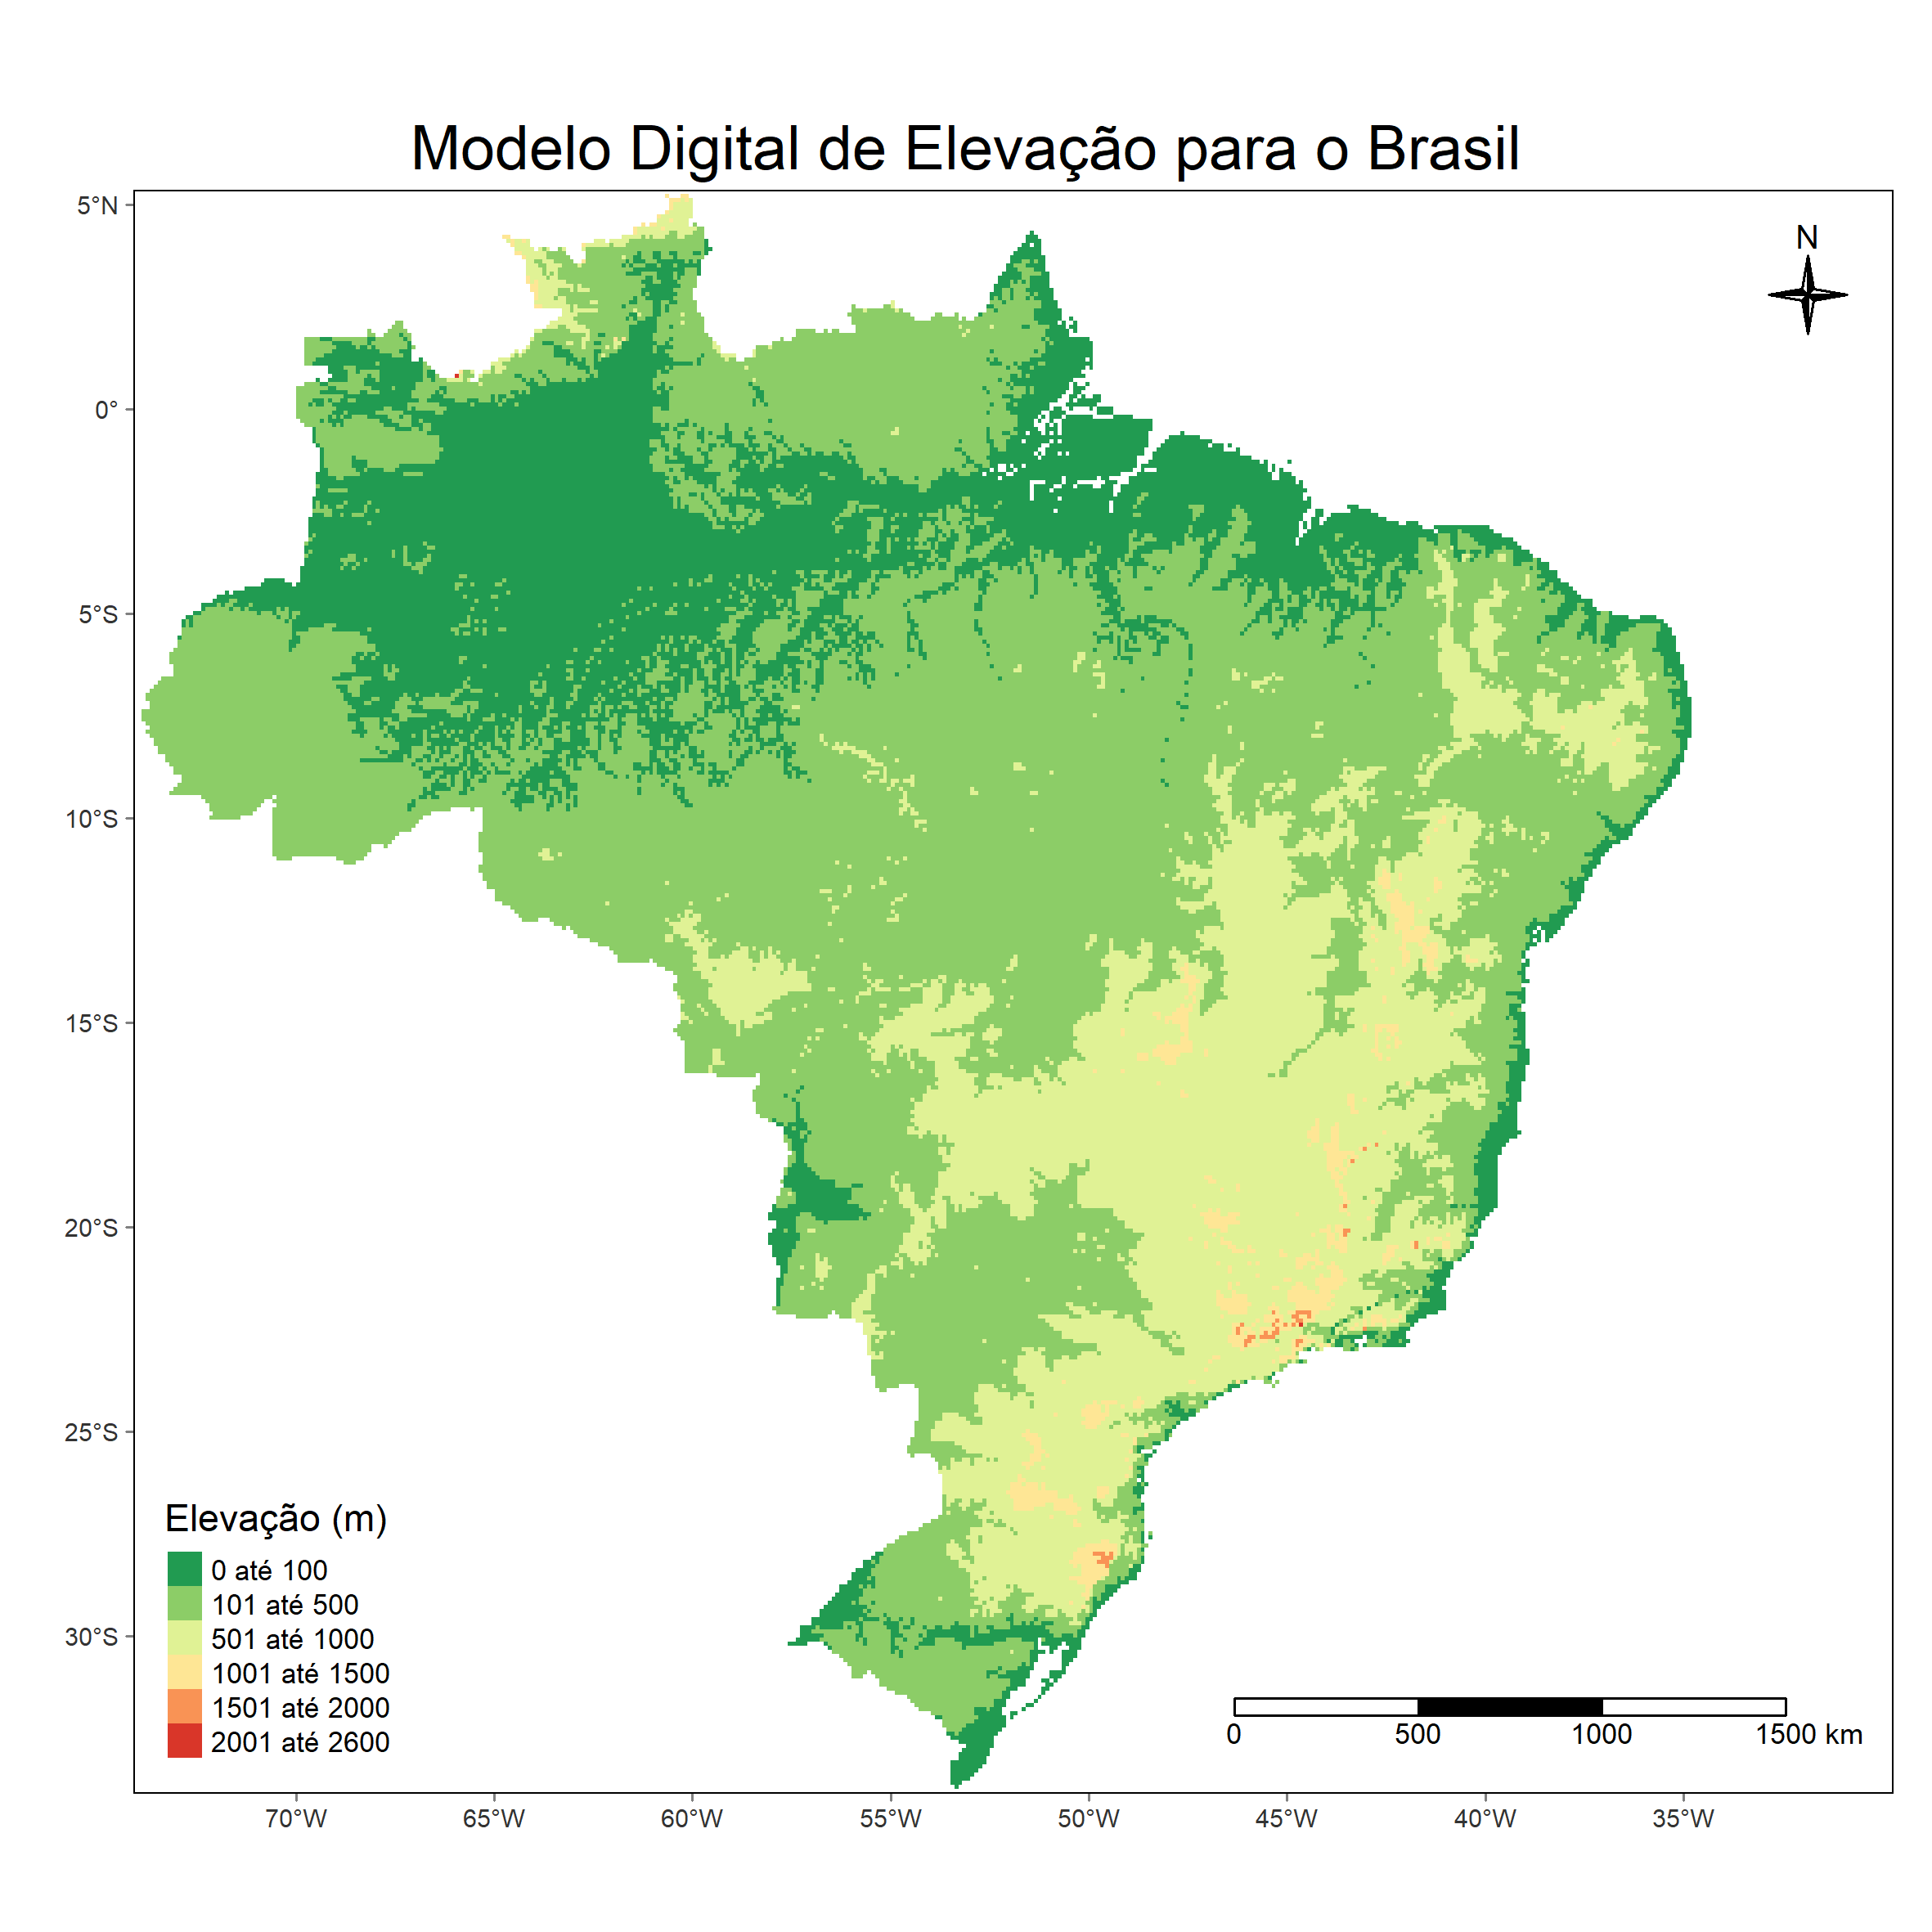 Modelo Digital de Elevação para o Brasil
5°N
0°
5°S
10°S
15°S
20°S
25°S
30°S
N
Elevação (m)
0 até 100
101 até 500
501 até 1000
1001 até 1500
1501 até 2000
2001 até 2600
0 500 1000 1500 km
70°W 65°W 60°W 55°W 50°W 45°W 40°W 35°W